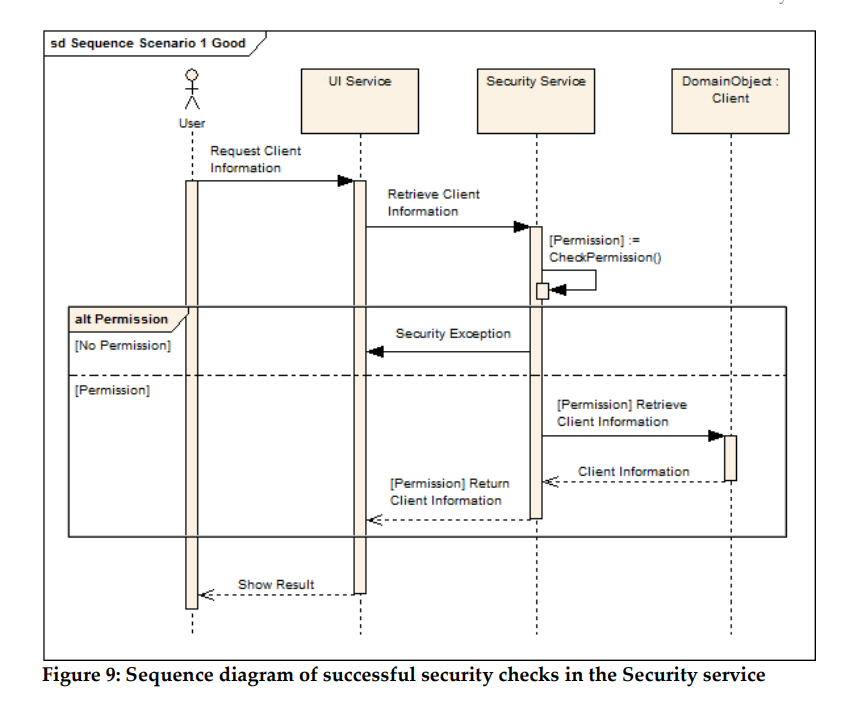 sd Sequence Scenario 1 Good
User
UI Service
Security Service
DomainObject :
Client
Request Client
Information
Retrieve Client
Information
[Permission] :=
CheckPermission()
alt Permission
[No Permission]
Security Exception
[Permission]
[Permission] Retrieve
Client Information
Client Information
[Permission] Return
Client Information
Show Result
Figure 9: Sequence diagram of successful security checks in the Security service